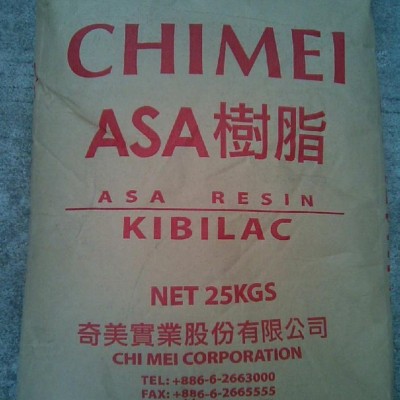 CHIMEI
ASA樹脂
ASA RESIN
KIBILAC
NET 25KGS
奇美實業股份有限公司
CHI MEI CORPORATION
TEL: +886-6-2663000
FAX: +886-6-2665555